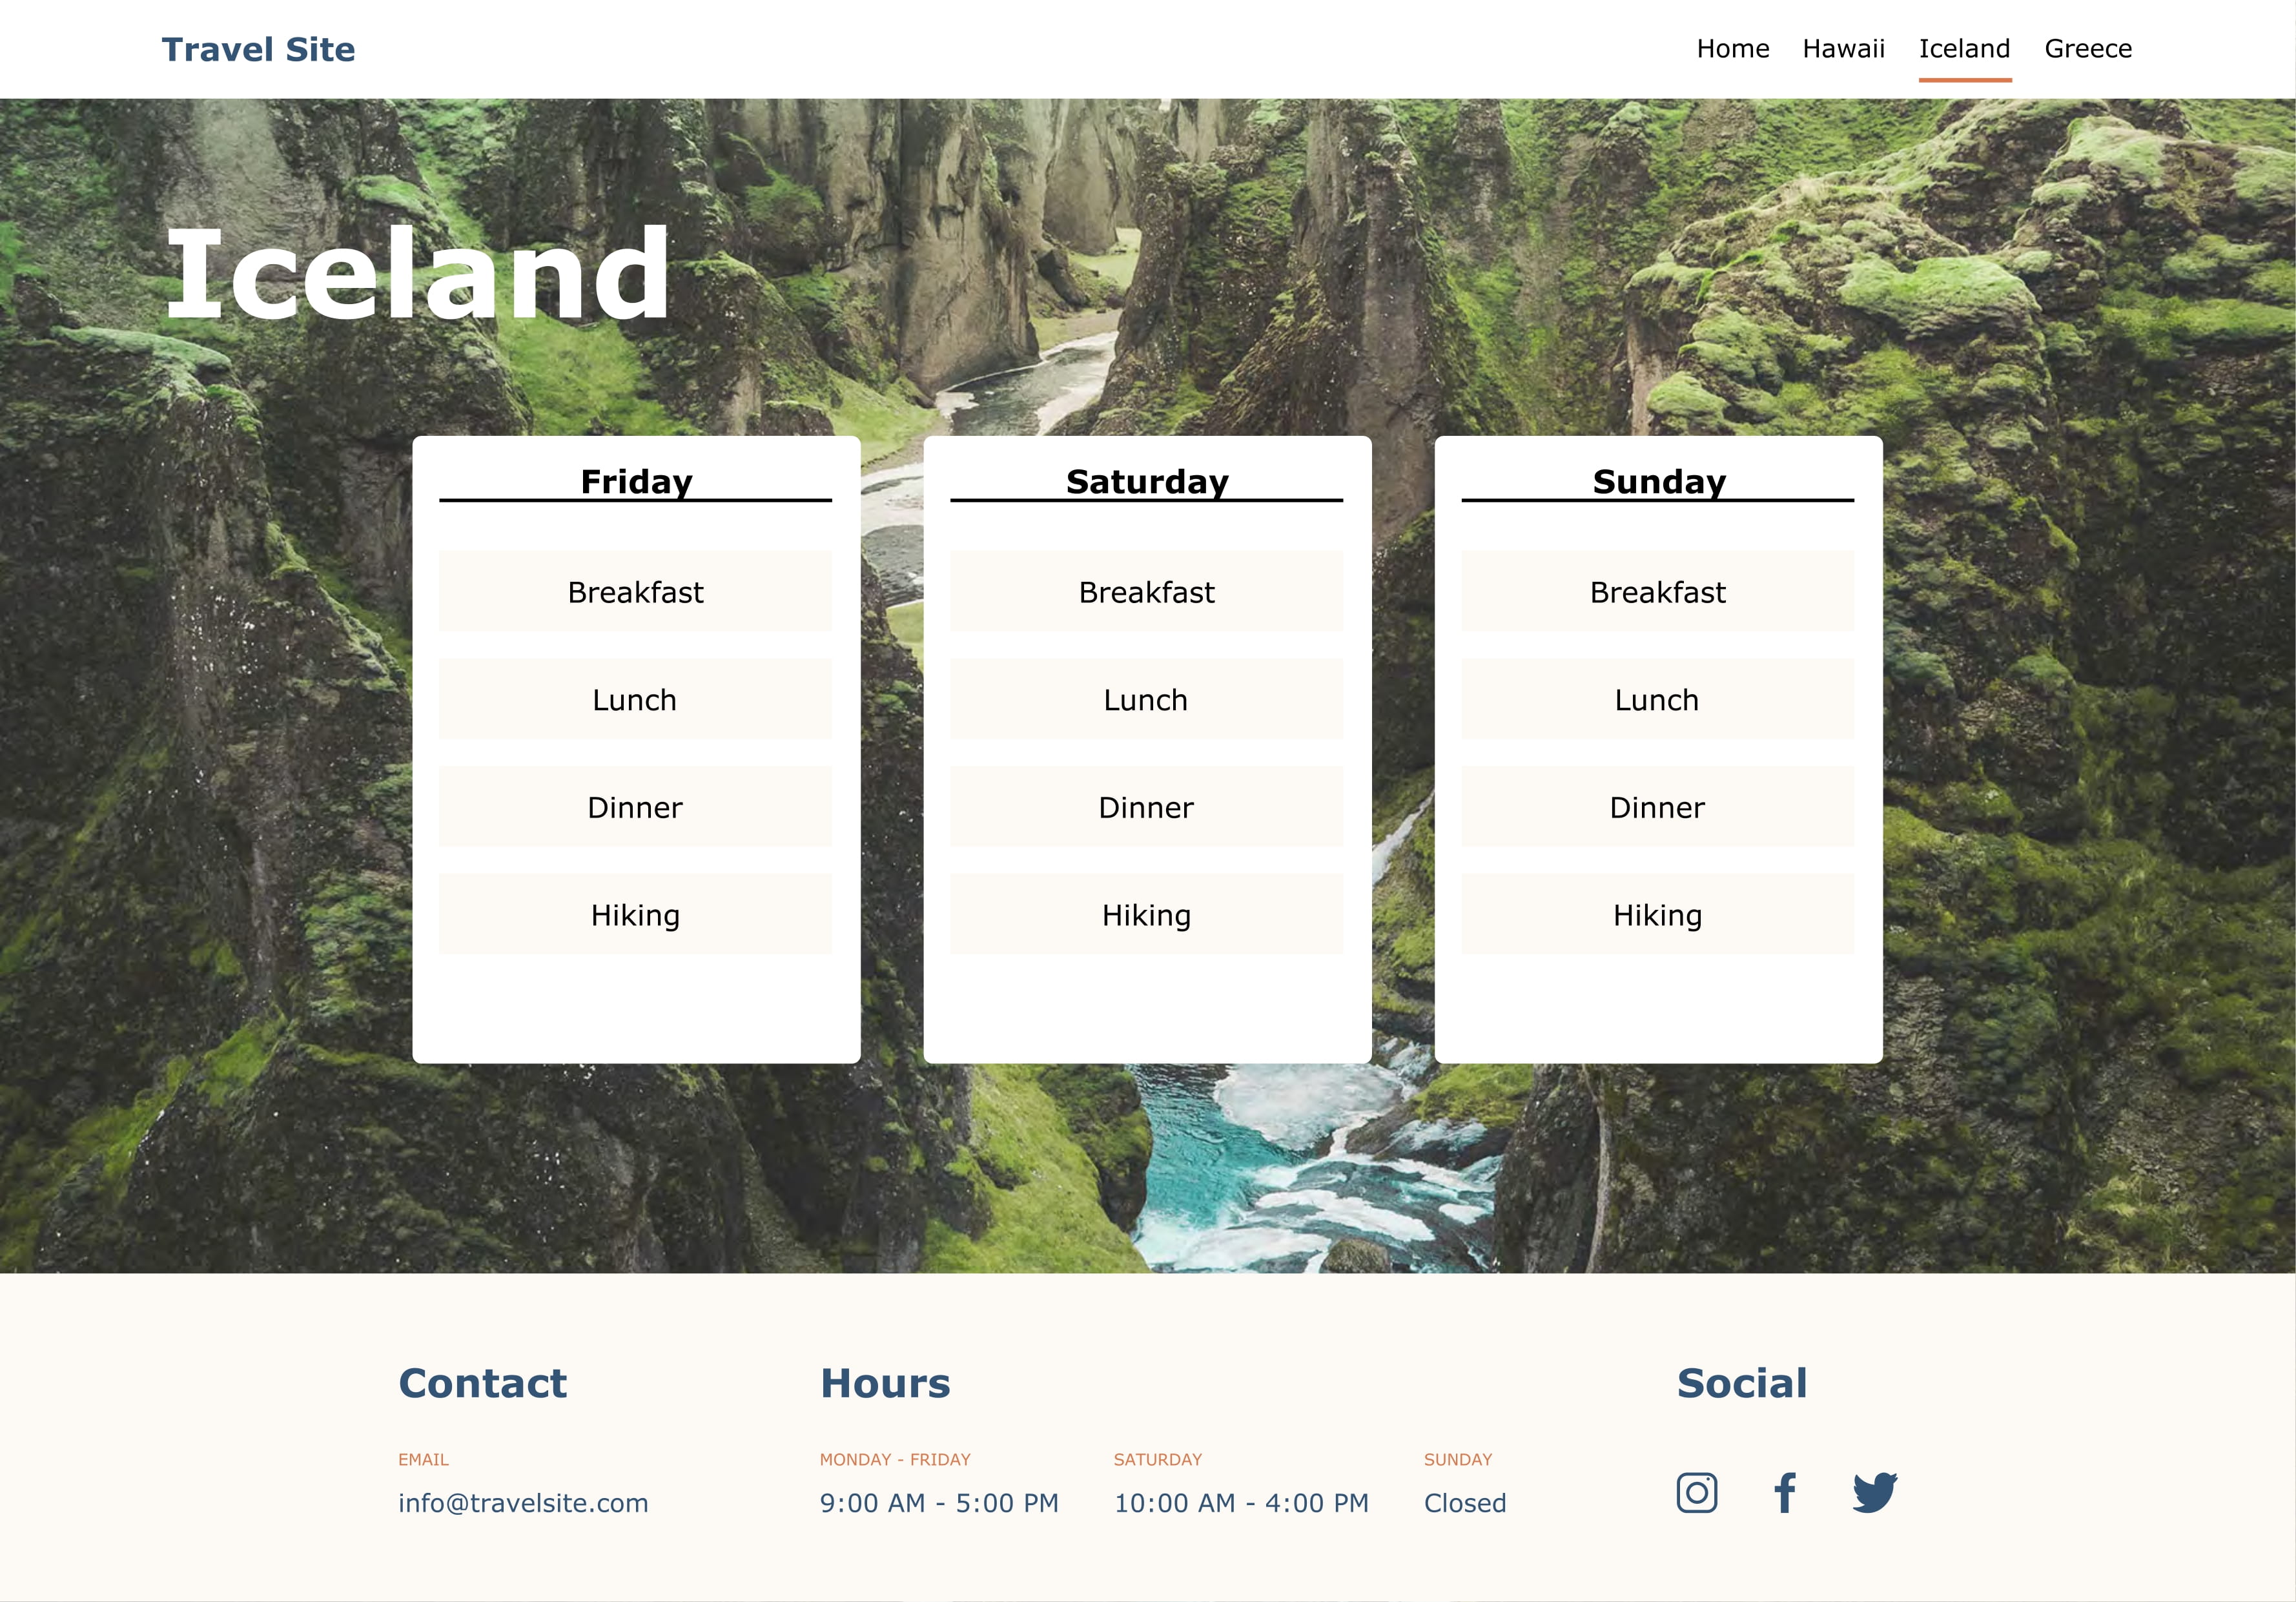 Travel Site
Home Hawaii Iceland Greece
Iceland
Friday
Breakfast
Lunch
Dinner
Hiking
Saturday
Breakfast
Lunch
Dinner
Hiking
Sunday
Breakfast
Lunch
Dinner
Hiking
Contact
EMAIL
info@travelsite.com
Hours
MONDAY - FRIDAY
9:00 AM - 5:00 PM
SATURDAY
10:00 AM - 4:00 PM
SUNDAY
Closed
Social